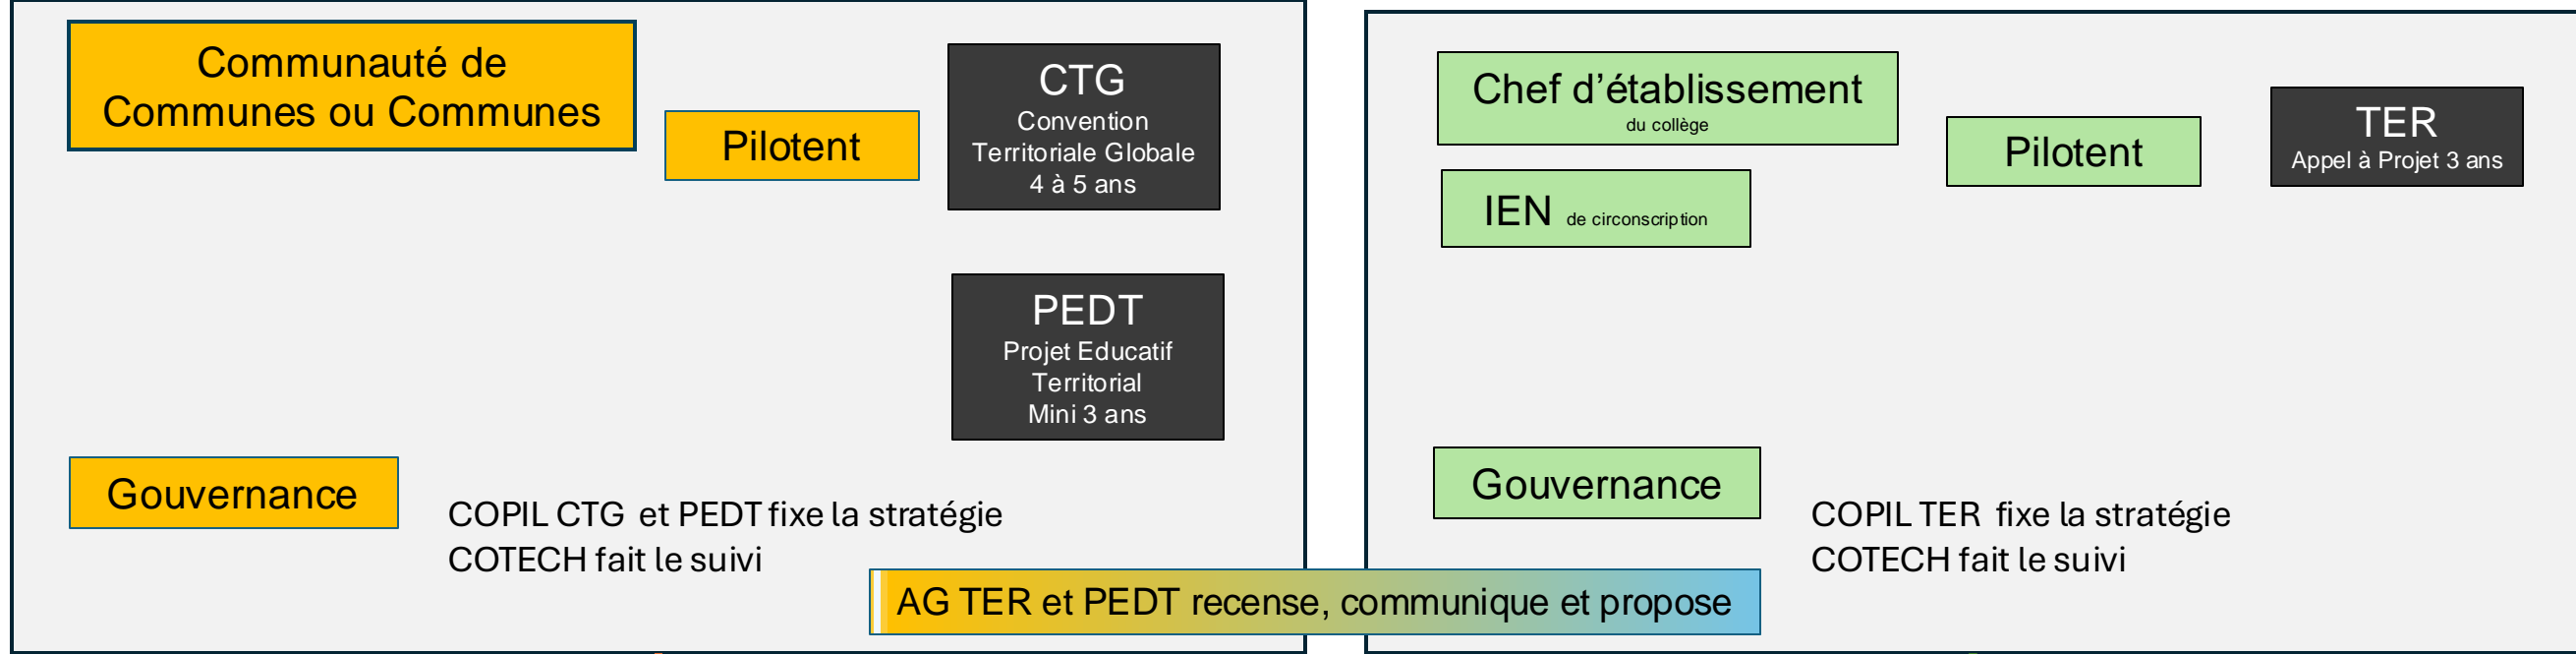 Communauté de
Communes ou Communes
Pilotent
CTG
Convention
Territoriale Globale
4 à 5 ans
PEDT
Projet Educatif
Territorial
Mini 3 ans
Gouvernance
COPIL CTG et PEDT fixe la stratégie
COTECH fait le suivi
Chef d’établissement
du collège
IEN de circonscription
Pilotent
TER
Appel à Projet 3 ans
Gouvernance
COPIL TER fixe la stratégie
COTECH fait le suivi
AG TER et PEDT recense, communique et propose